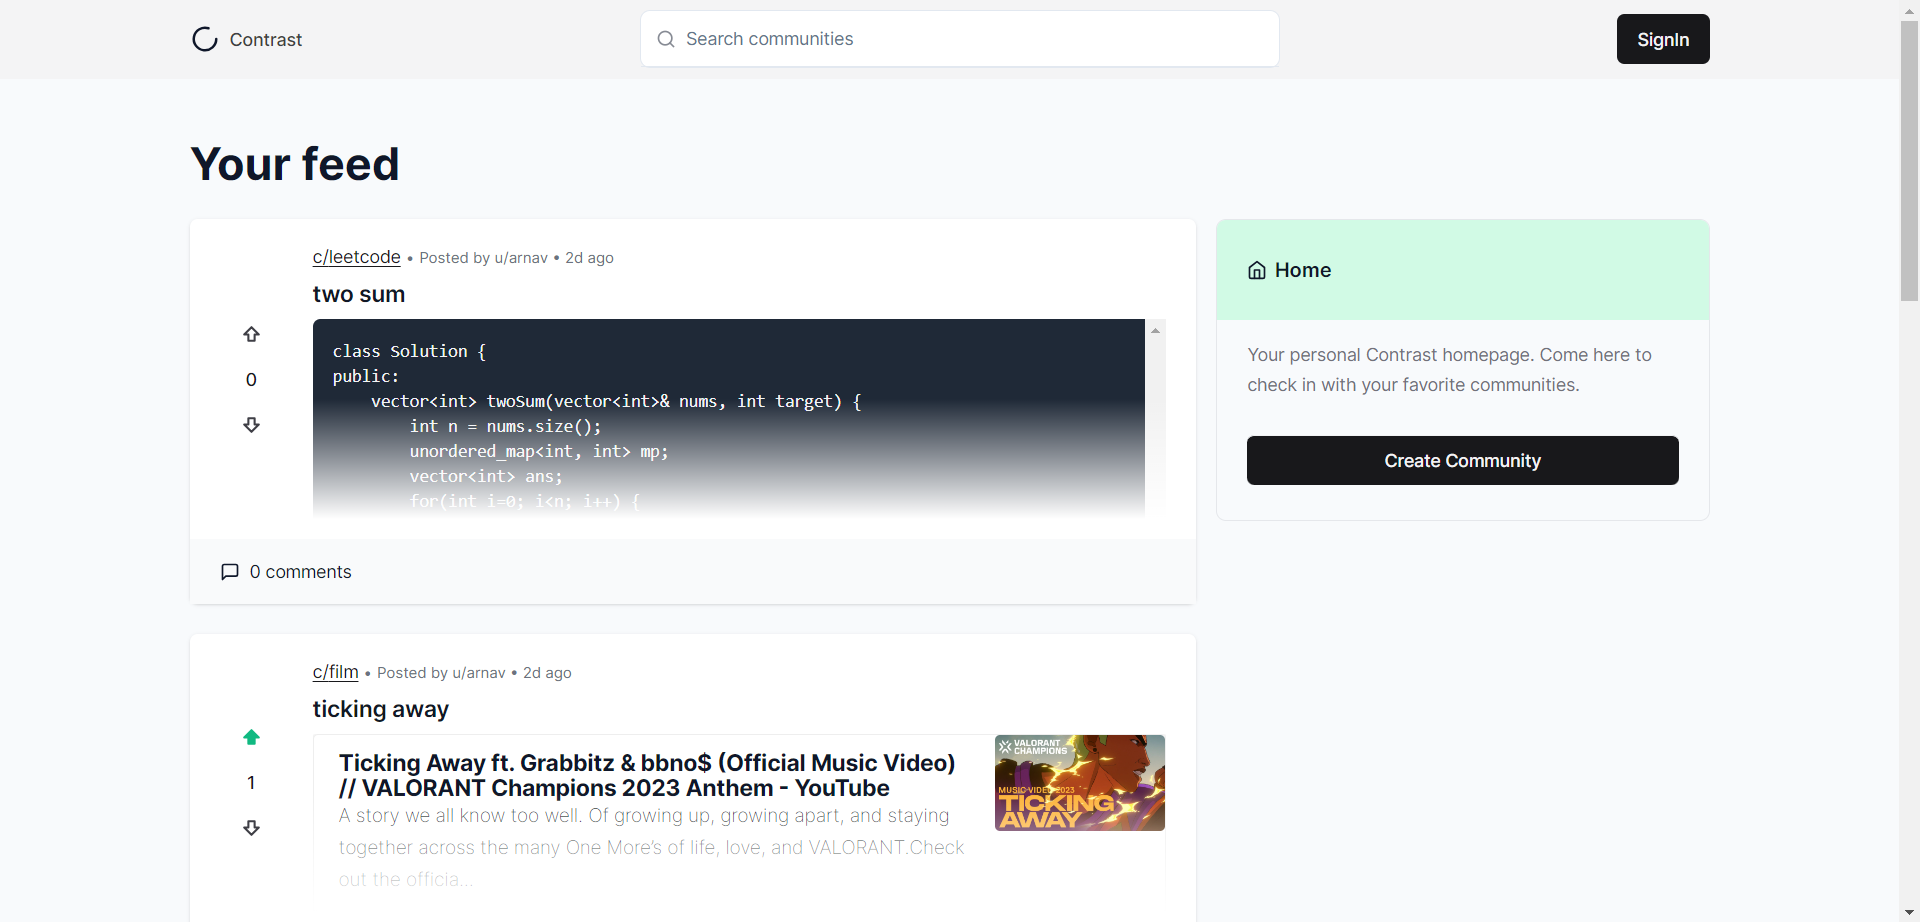 Contrast
Search communities
SignIn
Your feed
c/leetcode • Posted by u/arnav • 2d ago
two sum
class Solution {
public:
    vector<int> twoSum(vector<int>& nums, int target) {
        int n = nums.size();
        unordered_map<int, int> mp;
        vector<int> ans;
        for(int i=0; i<n; i++) {
0
0 comments
Home
Your personal Contrast homepage. Come here to
check in with your favorite communities.
Create Community
c/film • Posted by u/arnav • 2d ago
ticking away
1
Ticking Away ft. Grabbitz & bbno$ (Official Music Video)
// VALORANT Champions 2023 Anthem - YouTube
A story we all know too well. Of growing up, growing apart, and staying
together across the many One More’s of life, love, and VALORANT.Check
out the officia...
VALORANT
CHAMPIONS
MUSIC VIDEO 2023
TICKING
AWAY